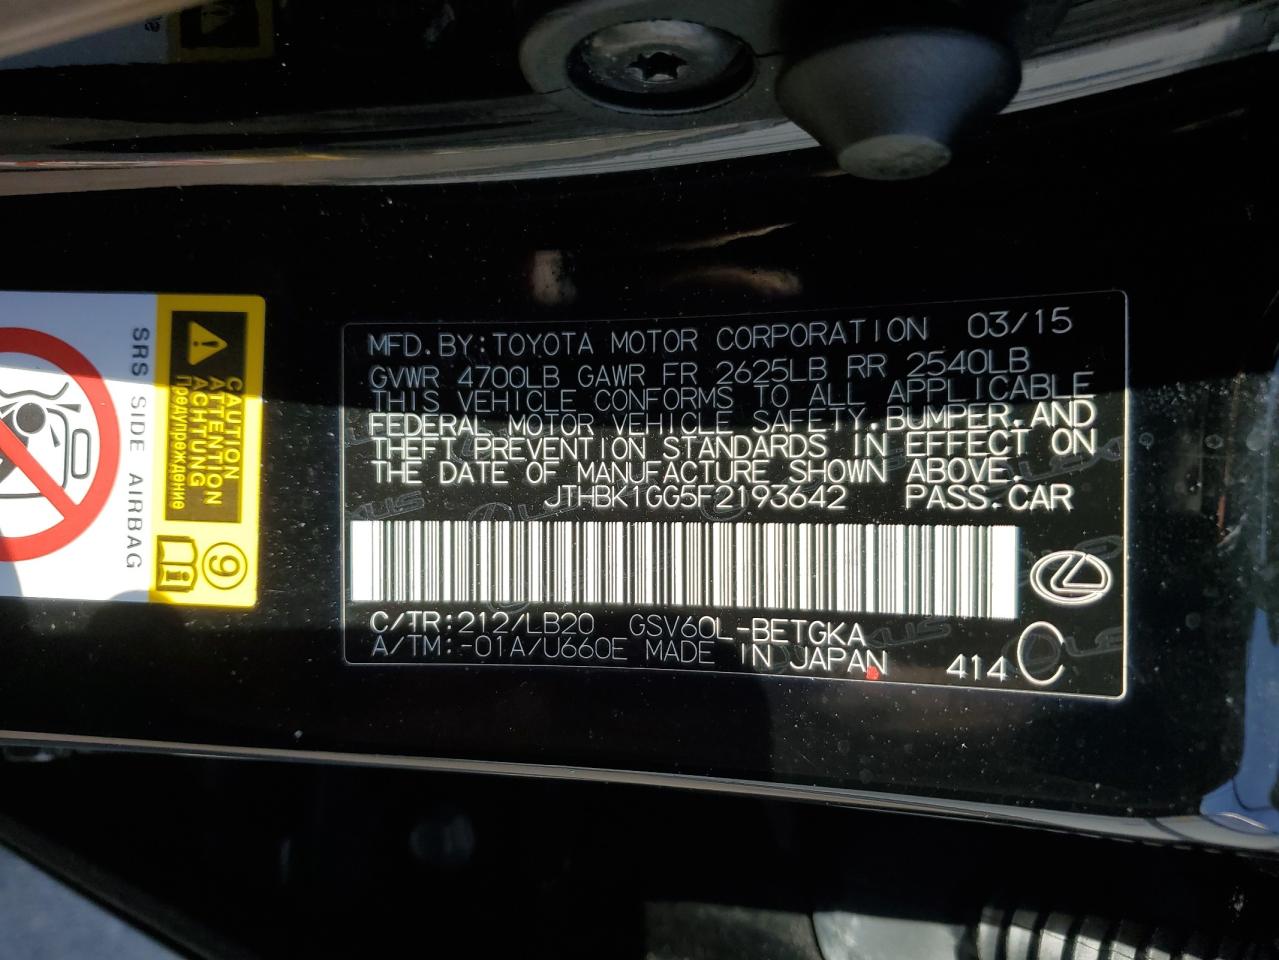 MFD.BY:TOYOTA MOTOR CORPORATION 03/15
GVWR 4700LB GAWR FR 2625LB RR 2540LB
THIS VEHICLE CONFORMS TO ALL APPLICABLE
FEDERAL MOTOR VEHICLE SAFETY,BUMPER,AND
THEFT PREVENTION STANDARDS IN EFFECT ON
THE DATE OF MANUFACTURE SHOWN ABOVE.
JTHBK1GG5F2193642 PASS.CAR
C/TR:212/LB20 GSV60L-BETGKA
A/TM:-01A/U660E MADE IN JAPAN 414 C
CAUTION
ATTENTION
ACHTUNG
Предупреждение
9
SRS SIDE AIRBAG